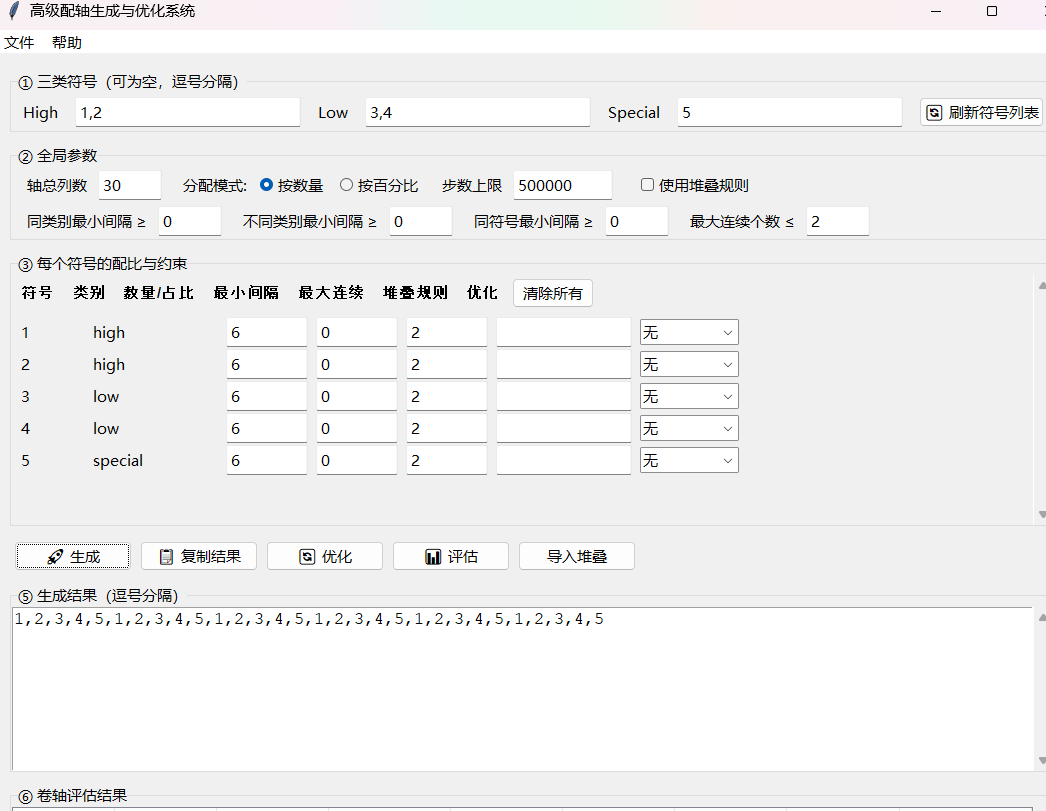 高级配轴生成与优化系统
文件 帮助
① 三类符号（可为空，逗号分隔）
High 1,2 Low 3,4 Special 5 刷新符号列表
② 全局参数
轴总列数 30 分配模式: 按数量 按百分比 步数上限 500000 使用堆叠规则
同类别最小间隔 ≥ 0 不同类别最小间隔 ≥ 0 同符号最小间隔 ≥ 0 最大连续个数 ≤ 2
③ 每个符号的配比与约束
符号 类别 数量/占比 最小间隔 最大连续 堆叠规则 优化 清除所有
1 high 6 0 2 无
2 high 6 0 2 无
3 low 6 0 2 无
4 low 6 0 2 无
5 special 6 0 2 无
生成 复制结果 优化 评估 导入堆叠
⑤ 生成结果（逗号分隔）
1,2,3,4,5,1,2,3,4,5,1,2,3,4,5,1,2,3,4,5,1,2,3,4,5,1,2,3,4,5
⑥ 卷轴评估结果